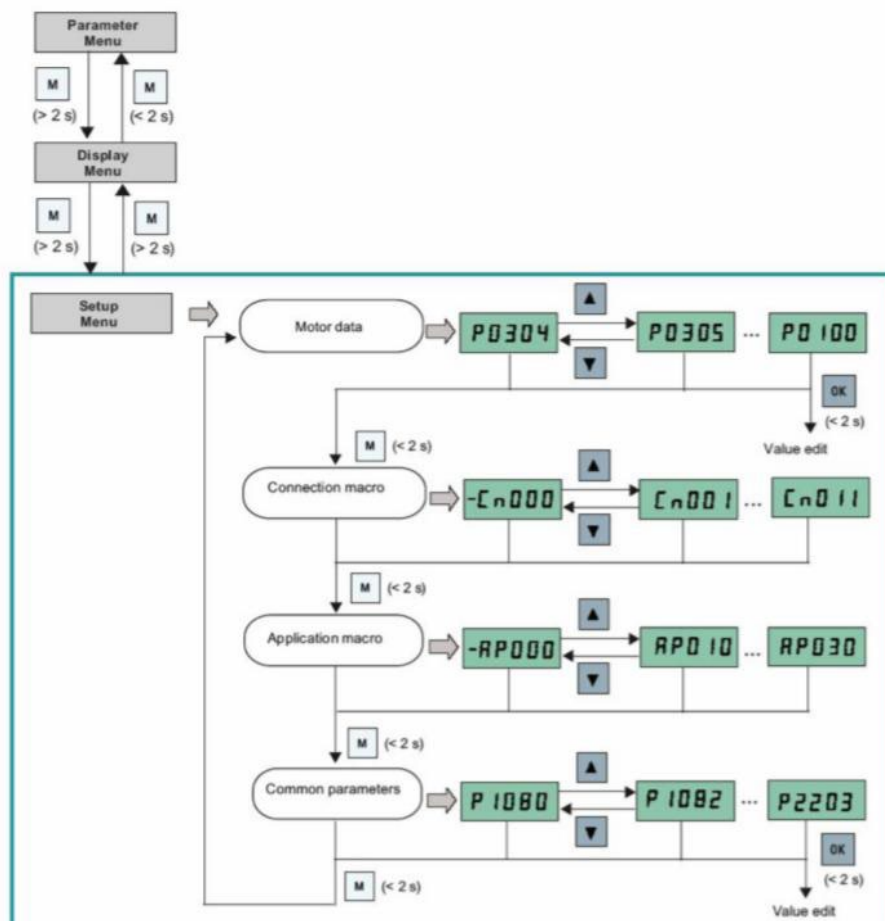 Parameter
Menu
M
M
(> 2 s)
(< 2 s)
Display
Menu
M
M
(> 2 s)
(> 2 s)
Setup
Menu
Motor data
▲
P0304
P0305
...
P0100
▼
OK
(< 2 s)
Value edit
M (< 2 s)
Connection macro
▲
-Cn000
Cn001
...
Cn011
▼
M (< 2 s)
Application macro
▲
-AP000
AP010
...
AP030
▼
M (< 2 s)
Common parameters
▲
P1080
P1082
...
P2203
▼
OK
(< 2 s)
Value edit
M (< 2 s)